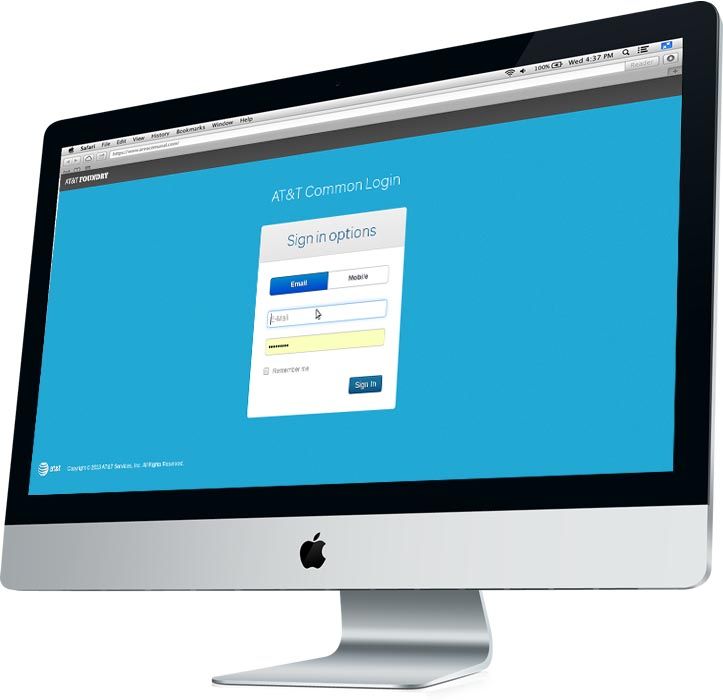 Safari File Edit View History Bookmarks Window Help 100% Wed 4:37 PM
Reader
AT&T FOUNDRY
AT&T Common Login
Sign in options
Email Mobile
E-Mail
•••••••••
Remember me
Sign In
at&t Copyright © 2013 AT&T Services, Inc. All Rights Reserved.